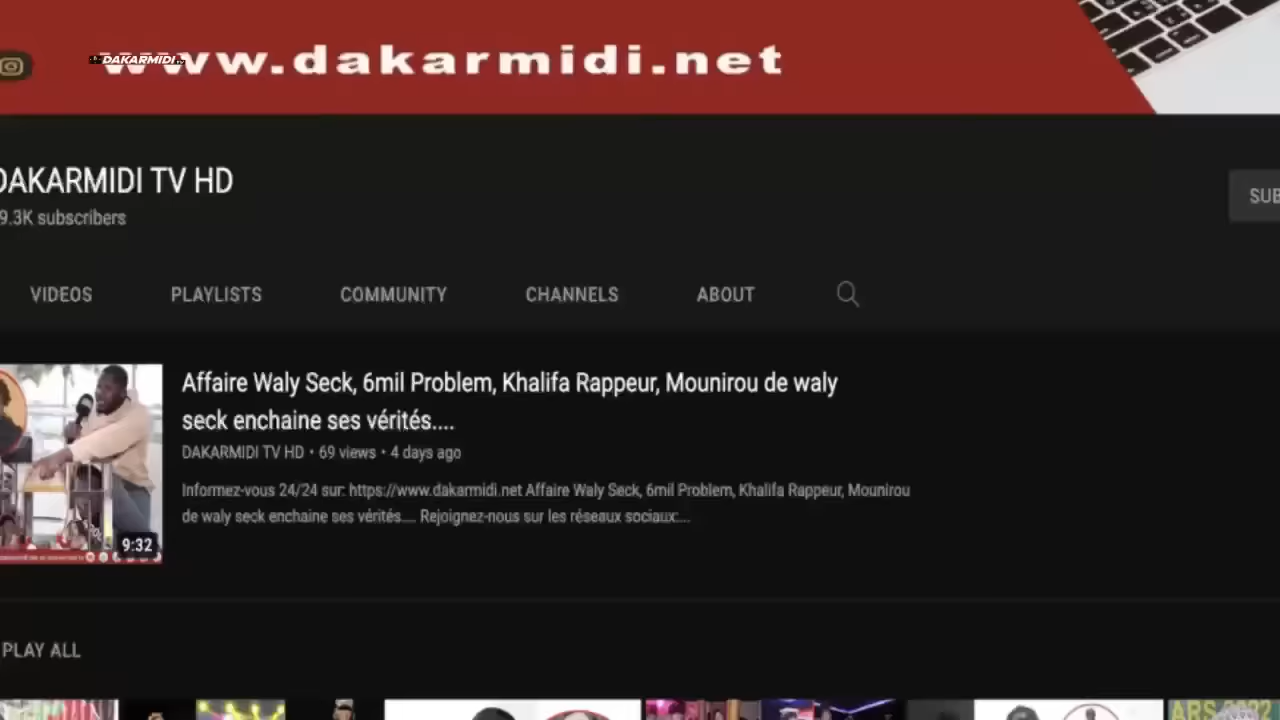 www.dakarmidi.net
DAKARMIDI
DAKARMIDI TV HD
9.3K subscribers
SUB
VIDEOS
PLAYLISTS
COMMUNITY
CHANNELS
ABOUT
Affaire Waly Seck, 6mil Problem, Khalifa Rappeur, Mounirou de waly
seck enchaine ses vérités....
DAKARMIDI TV HD • 69 views • 4 days ago
Informez-vous 24/24 sur: https://www.dakarmidi.net Affaire Waly Seck, 6mil Problem, Khalifa Rappeur, Mounirou
de waly seck enchaine ses vérités.... Rejoignez-nous sur les réseaux sociaux:...
9:32
PLAY ALL